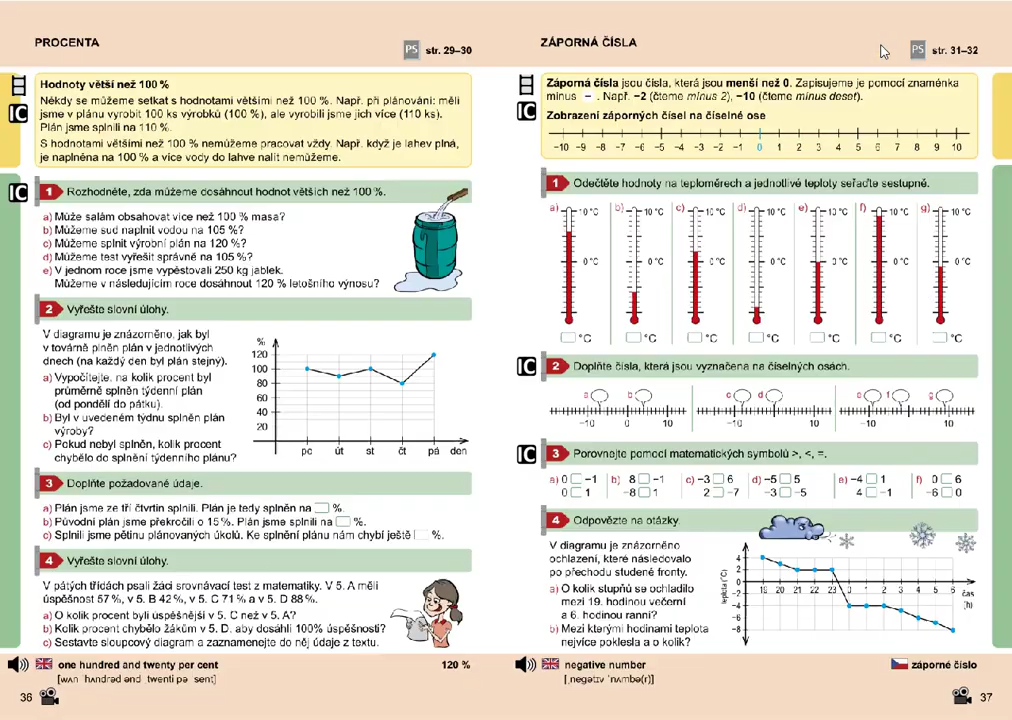 PROCENTA
PS str. 29–30
Hodnoty větší než 100 %
Někdy se můžeme setkat s hodnotami většími než 100 %. Např. při plánování: měli
jsme v plánu vyrobit 100 ks výrobků (100 %), ale vyrobili jsme jich více (110 ks).
Plán jsme splnili na 110 %.
S hodnotami většími než 100 % nemůžeme pracovat vždy. Např. když je lahev plná,
je naplněna na 100 % a více vody do lahve nalít nemůžeme.
1 Rozhodněte, zda můžeme dosáhnout hodnot větších než 100 %.
a) Může salám obsahovat více než 100 % masa?
b) Můžeme sud naplnit vodou na 105 %?
c) Můžeme splnit výrobní plán na 120 %?
d) Můžeme test vyřešit správně na 105 %?
e) V jednom roce jsme vypěstovali 250 kg jablek.
Můžeme v následujícím roce dosáhnout 120 % letošního výnosu?
2 Vyřešte slovní úlohy.
V diagramu je znázorněno, jak byl
v továrně plněn plán v jednotlivých
dnech (na každý den byl plán stejný).
a) Vypočítejte, na kolik procent byl
průměrně splněn týdenní plán
(od pondělí do pátku).
b) Byl v uvedeném týdnu splněn plán
výroby?
c) Pokud nebyl splněn, kolik procent
chybělo do splnění týdenního plánu?
%
120
100
80
60
40
20
po út st čt pá den
3 Doplňte požadované údaje.
a) Plán jsme ze tří čtvrtin splnili. Plán je tedy splněn na %.
b) Původní plán jsme překročili o 15 %. Plán jsme splnili na %.
c) Splnili jsme pětinu plánovaných úkolů. Ke splnění plánu nám chybí ještě %.
4 Vyřešte slovní úlohy.
V pátých třídách psali žáci srovnávací test z matematiky. V 5. A měli
úspěšnost 57 %, v 5. B 42 %, v 5. C 71 % a v 5. D 88 %.
a) O kolik procent byli úspěšnější v 5. C než v 5. A?
b) Kolik procent chybělo žákům v 5. D, aby dosáhli 100% úspěšnosti?
c) Sestavte sloupcový diagram a zaznamenejte do něj údaje z textu.
one hundred and twenty per cent 120 %
36
ZÁPORNÁ ČÍSLA
PS str. 31–32
Záporná čísla jsou čísla, která jsou menší než 0. Zapisujeme je pomocí znaménka
minus − . Např. −2 (čteme minus 2), −10 (čteme minus deset).
Zobrazení záporných čísel na číselné ose
−10 −9 −8 −7 −6 −5 −4 −3 −2 −1 0 1 2 3 4 5 6 7 8 9 10
1 Odečtěte hodnoty na teploměrech a jednotlivé teploty seřaďte sestupně.
a) b) c) d) e) f) g)
10 °C 10 °C 10 °C 10 °C 10 °C 10 °C 10 °C
0 °C 0 °C 0 °C 0 °C 0 °C 0 °C 0 °C
°C °C °C °C °C °C °C
2 Doplňte čísla, která jsou vyznačena na číselných osách.
a b c d e f g
−10 0 10 −10 10 −10 10
3 Porovnejte pomocí matematických symbolů >, <, =.
a) 0 −1 b) 8 −1 c) −3 6 d) −5 5 e) −4 1 f) 0 6
0 1 −8 1 2 −7 −3 −5 4 −1 −6 0
4 Odpovězte na otázky.
V diagramu je znázorněno
ochlazení, které následovalo
po přechodu studené fronty.
a) O kolik stupňů se ochladilo
mezi 19. hodinou večerní
a 6. hodinou ranní?
b) Mezi kterými hodinami teplota
nejvíce poklesla a o kolik?
teplota (°C)
4
2
0
−2
−4
−6
−8
19 20 21 22 23 0 1 2 3 4 5 6 čas
(h)
negative number záporné číslo
[ˌnegətɪv ˈnʌmbə(r)]
37